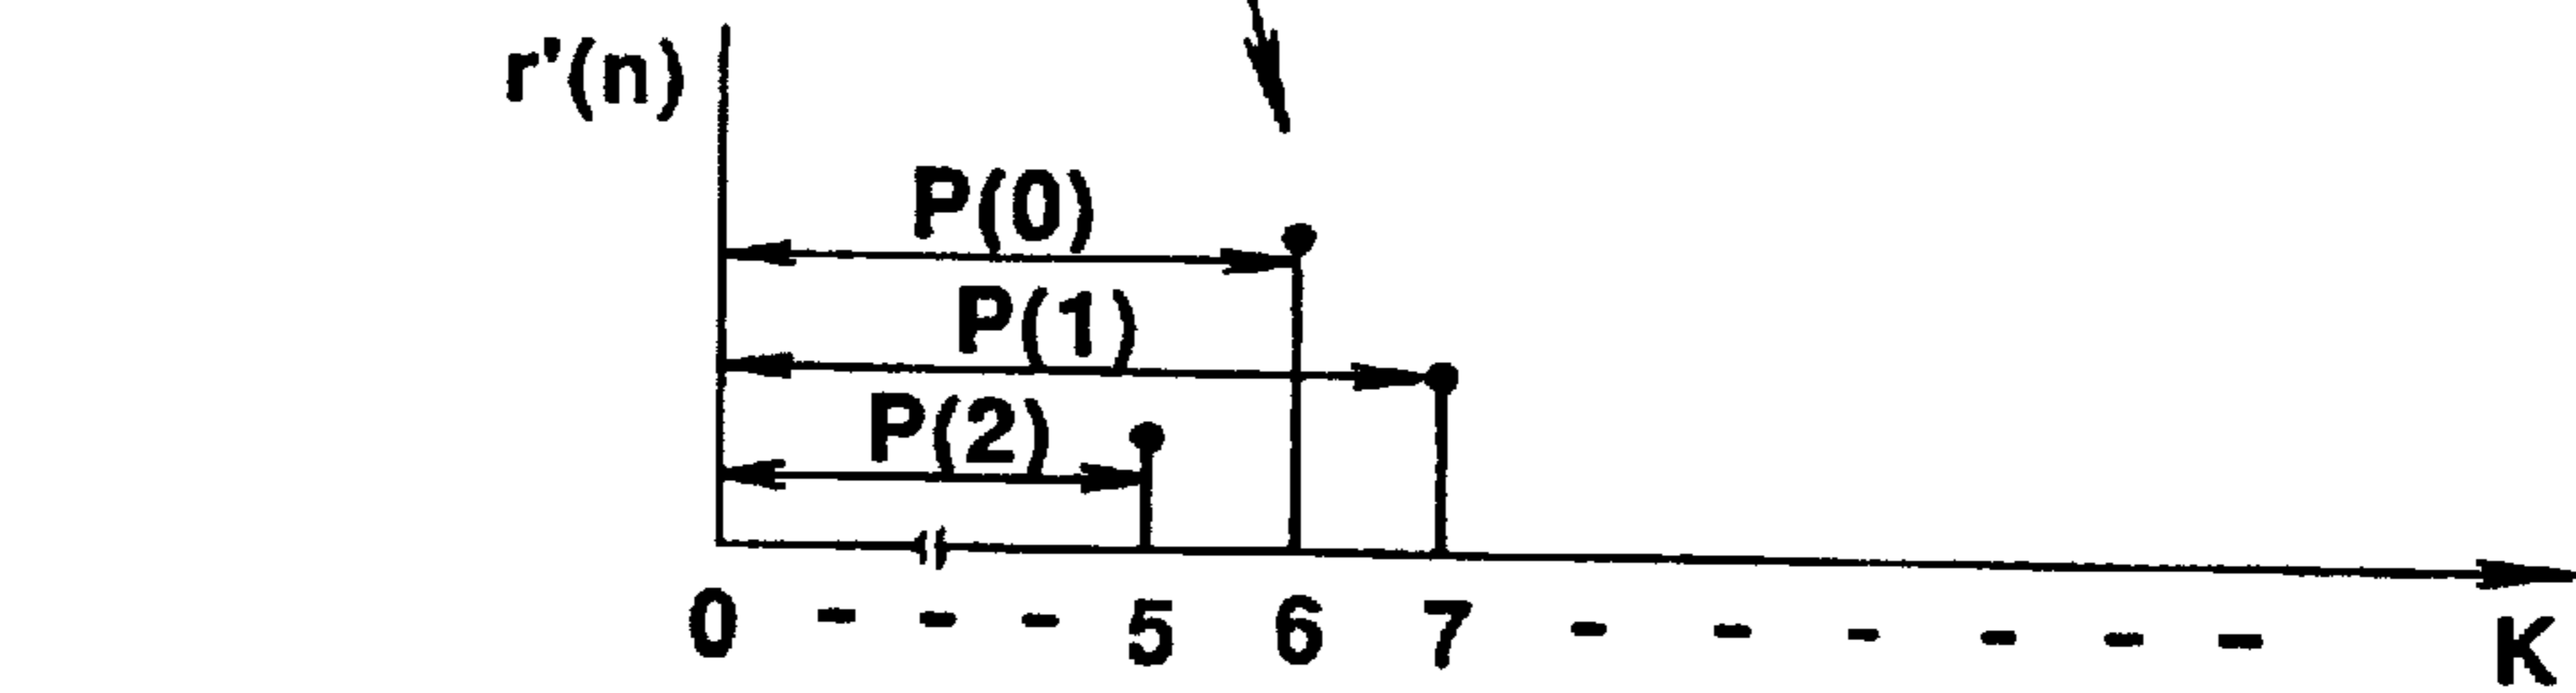 r'(n)
P(0)
P(1)
P(2)
0 - - - 5 6 7 - - - - - - K